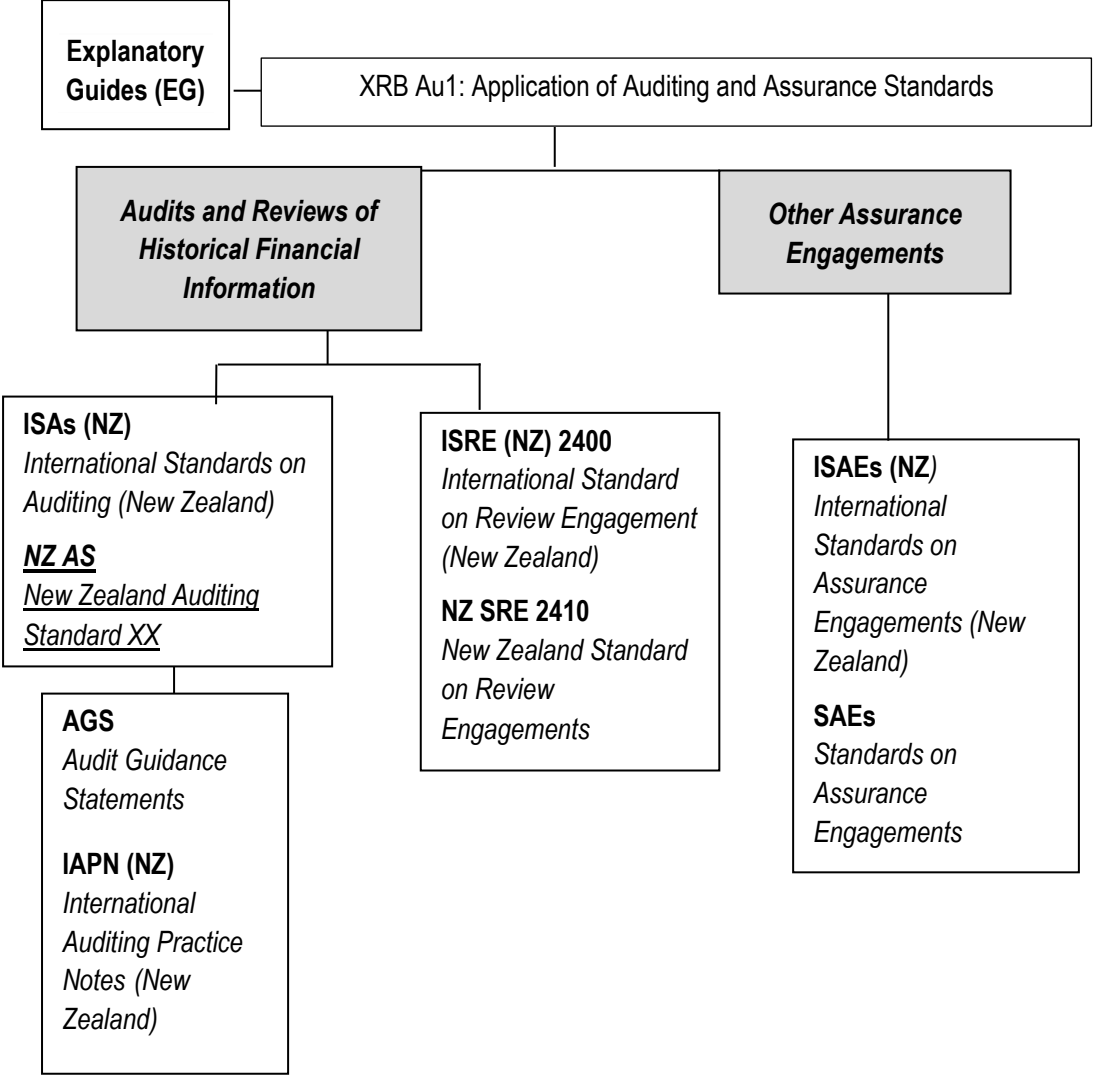 Explanatory
Guides (EG)
XRB Au1: Application of Auditing and Assurance Standards
Audits and Reviews of
Historical Financial
Information
Other Assurance
Engagements
ISAs (NZ)
International Standards on
Auditing (New Zealand)
NZ AS
New Zealand Auditing
Standard XX
AGS
Audit Guidance
Statements
IAPN (NZ)
International
Auditing Practice
Notes (New
Zealand)
ISRE (NZ) 2400
International Standard
on Review Engagement
(New Zealand)
NZ SRE 2410
New Zealand Standard
on Review
Engagements
ISAEs (NZ)
International
Standards on
Assurance
Engagements (New
Zealand)
SAEs
Standards on
Assurance
Engagements